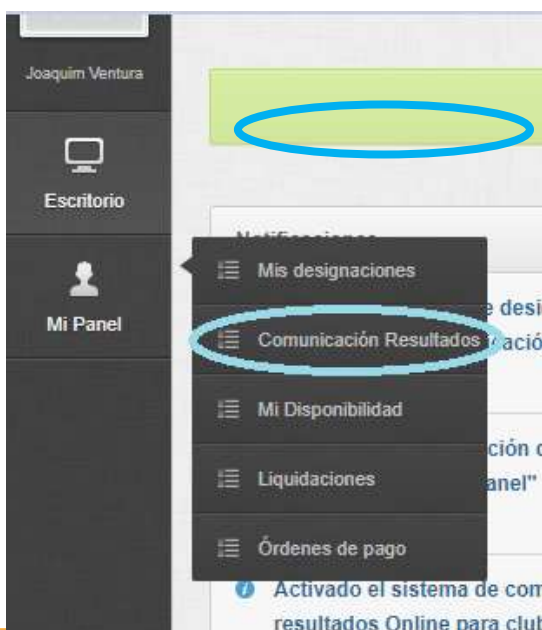 Joaquim Ventura
Escritorio
Mi Panel
Mis designaciones
Comunicación Resultados
Mi Disponibilidad
Liquidaciones
Órdenes de pago
Activado el sistema de com
resultados Online para club